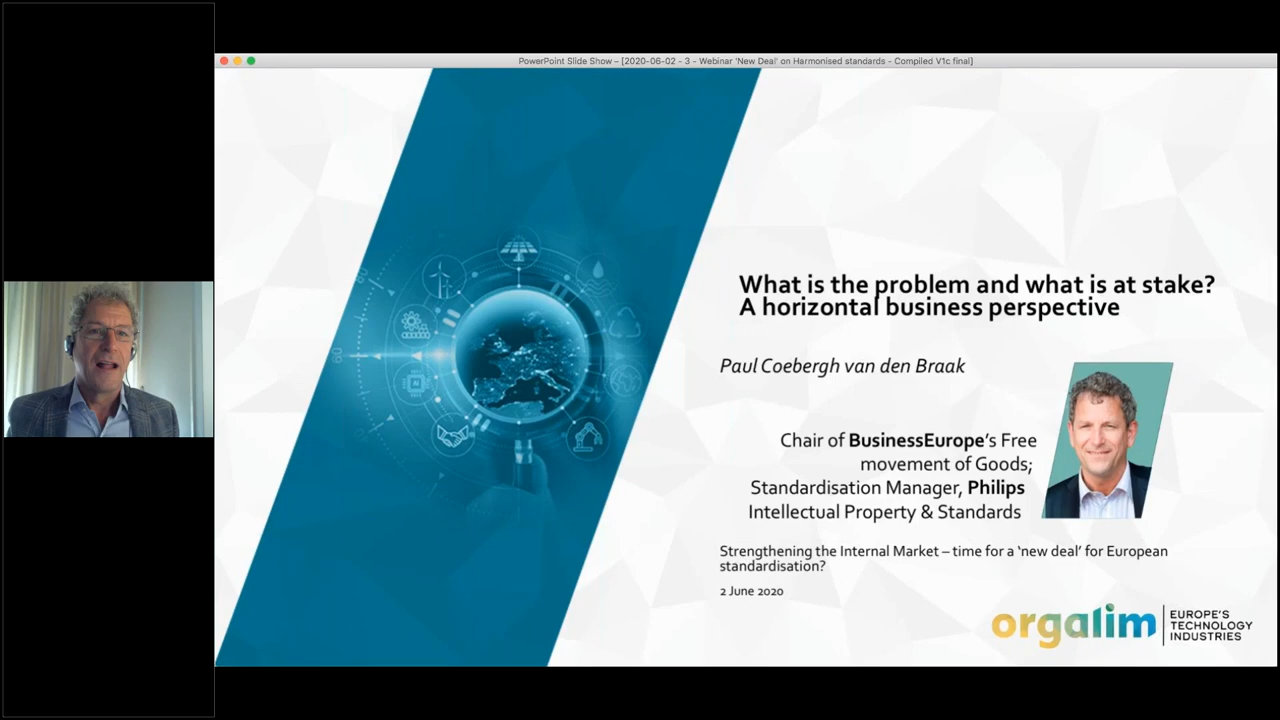 PowerPoint Slide Show – [2020-06-02 - 3 - Webinar 'New Deal' on Harmonised standards - Compiled V1c final]
What is the problem and what is at stake?
A horizontal business perspective
Paul Coebergh van den Braak
Chair of BusinessEurope's Free
movement of Goods;
Standardisation Manager, Philips
Intellectual Property & Standards
Strengthening the Internal Market – time for a 'new deal' for European
standardisation?
2 June 2020
orgalim
EUROPE'S
TECHNOLOGY
INDUSTRIES